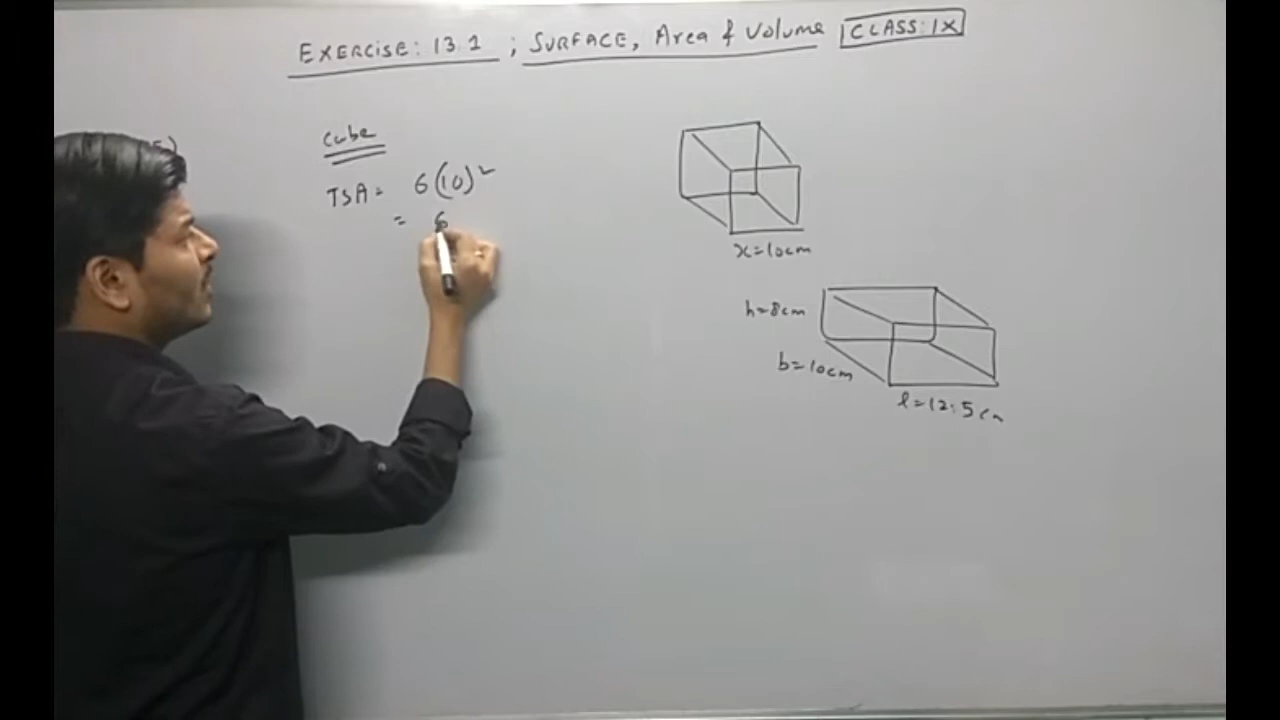 EXERCISE: 13.1 ; SURFACE, Area & Volume CLASS: IX
5)
Cube
TSA = 6(10)²
= 6
x=10cm
h=8cm
b=10cm
l=12.5cm